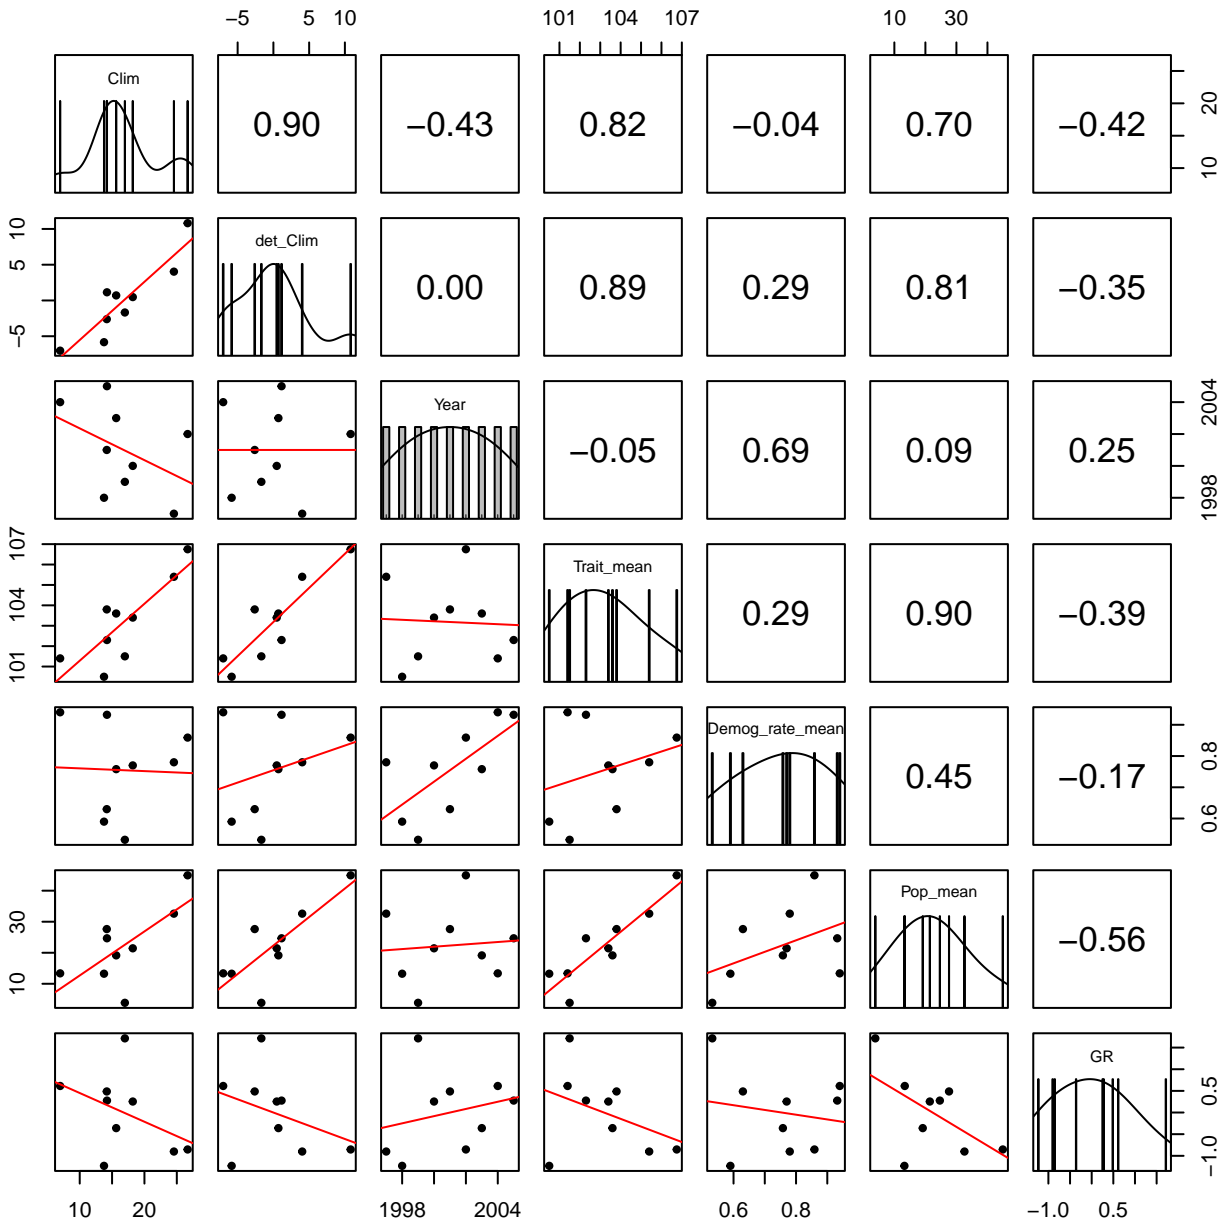 −5 5 10 101 104 107 10 30
Clim
0.90 −0.43 0.82 −0.04 0.70 −0.42
10 20
−5 5 10
det_Clim
0.00 0.89 0.29 0.81 −0.35
Year
−0.05 0.69 0.09 0.25
1998 2004
101 104 107
Trait_mean
0.29 0.90 −0.39
Demog_rate_mean
0.45 −0.17
0.6 0.8
10 30
Pop_mean
−0.56
GR
−1.0 0.5
10 20 1998 2004 0.6 0.8 −1.0 0.5